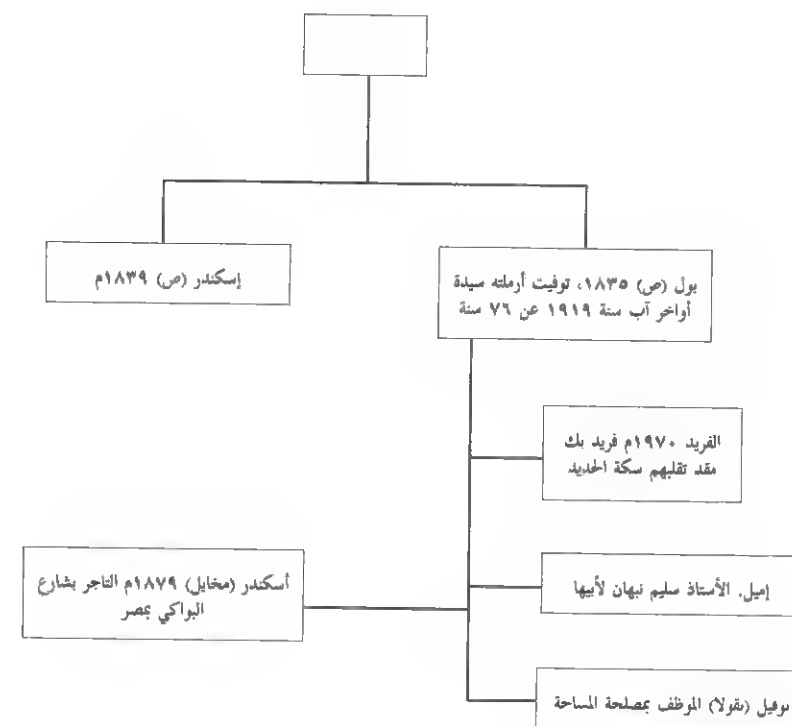 إسكندر (ص) ١٨٣٩م
بول (ص) ١٨٣٥، توفيت أرملته سيدة
أواخر آب سنة ١٩١٩ عن ٧٦ سنة
الفريد ١٩٧٠م فريد بك
مقد تقلبهم سكة الحديد
أسكندر (مخايل) ١٨٧٩م التاجر بشارع
البواكي بمصر
إميل. الأستاذ سليم نبهان لأبيها
نوفيل (نقولا) الموظف بمصلحة المساحة